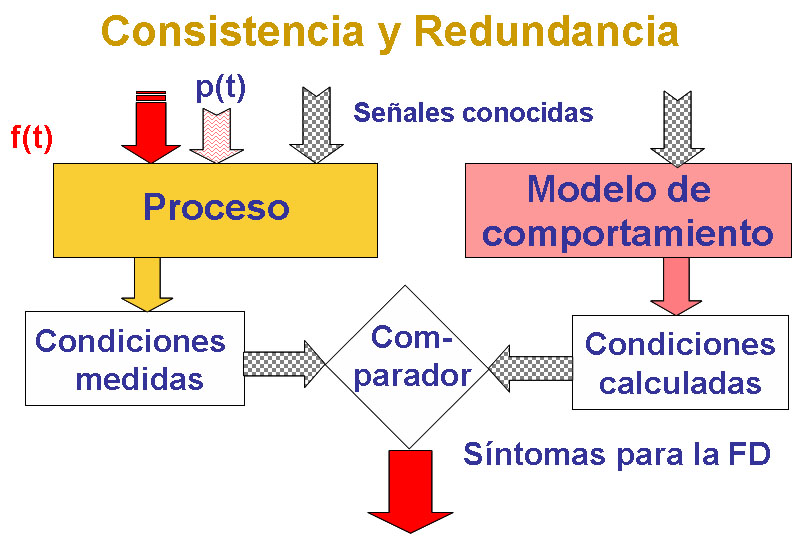 Consistencia y Redundancia
p(t)
Señales conocidas
f(t)
Proceso
Modelo de
comportamiento
Condiciones
medidas
Com-
parador
Condiciones
calculadas
Síntomas para la FD